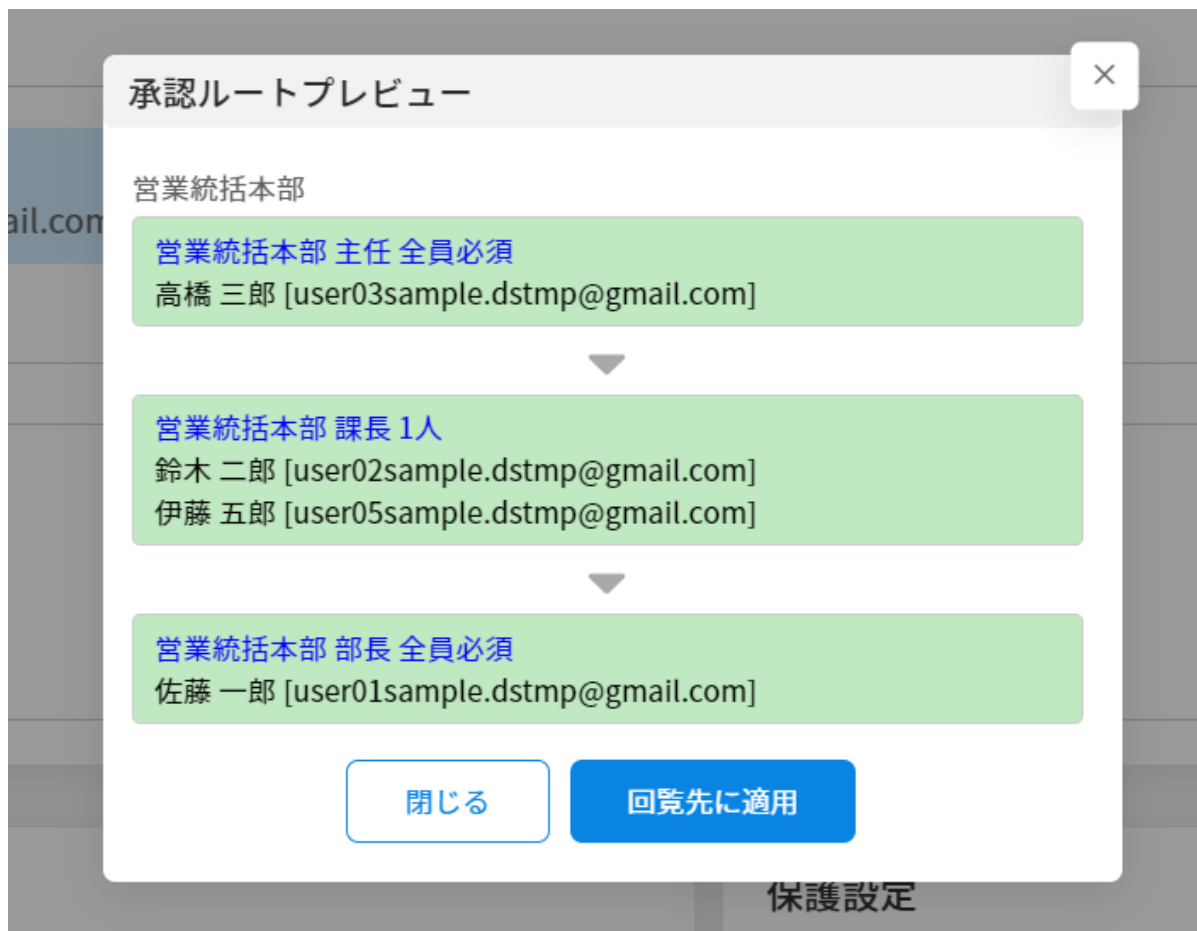 承認ルートプレビュー
営業統括本部
ail.com
営業統括本部 主任 全員必須
高橋 三郎 [user03sample.dstmp@gmail.com]
営業統括本部 課長 1人
鈴木 二郎 [user02sample.dstmp@gmail.com]
伊藤 五郎 [user05sample.dstmp@gmail.com]
営業統括本部 部長 全員必須
佐藤 一郎 [user01sample.dstmp@gmail.com]
閉じる
回覧先に適用
保護設定